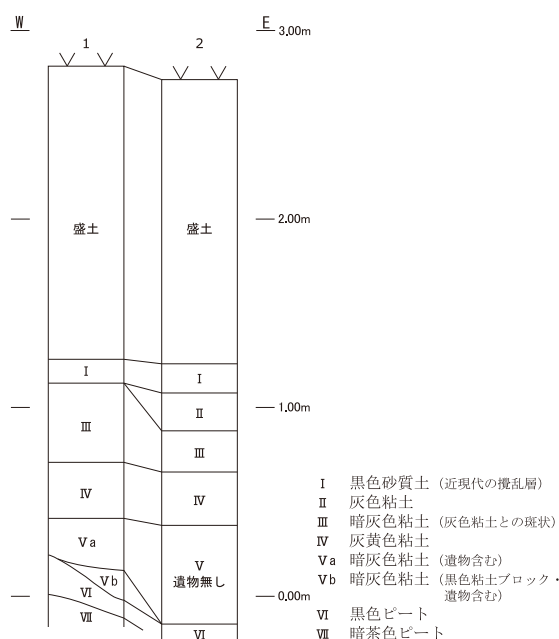 W
E
1
2
3.00m
2.00m
盛土
盛土
Ⅰ
Ⅰ
1.00m
Ⅱ
Ⅲ
Ⅲ
Ⅳ
Ⅳ
Ⅴa
Ⅴ
遺物無し
Ⅴb
Ⅵ
0.00m
Ⅶ
Ⅵ
Ⅰ 黒色砂質土（近現代の攪乱層）
Ⅱ 灰色粘土
Ⅲ 暗灰色粘土（灰色粘土との斑状）
Ⅳ 灰黄色粘土
Ⅴa 暗灰色粘土（遺物含む）
Ⅴb 暗灰色粘土（黒色粘土ブロック・
遺物含む）
Ⅵ 黒色ピート
Ⅶ 暗茶色ピート